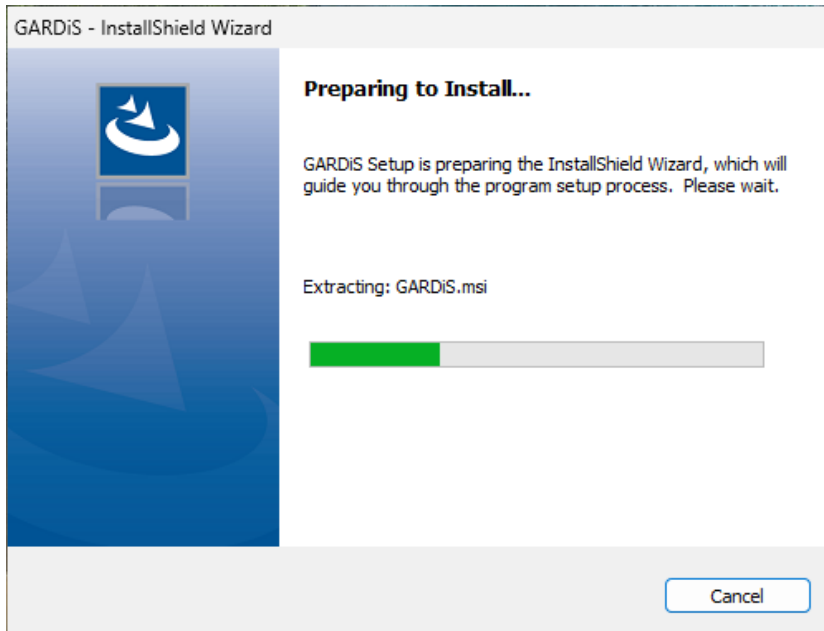 GARDiS - InstallShield Wizard
Preparing to Install...
GARDiS Setup is preparing the InstallShield Wizard, which will
guide you through the program setup process.  Please wait.
Extracting: GARDiS.msi
Cancel